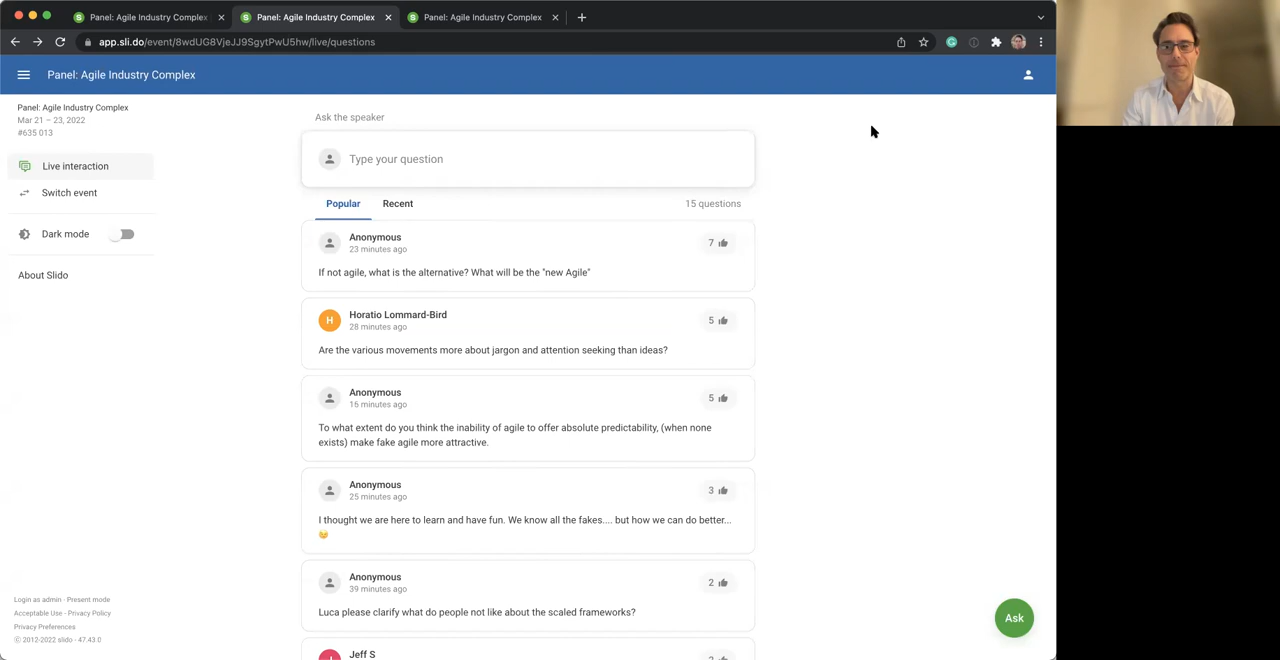 Panel: Agile Industry Complex
Panel: Agile Industry Complex
Panel: Agile Industry Complex
app.sli.do/event/8wdUG8VjeJJ9SgytPwU5hw/live/questions
Panel: Agile Industry Complex
Panel: Agile Industry Complex
Mar 21 – 23, 2022
#635 013
Live interaction
Switch event
Dark mode
About Slido
Ask the speaker
Type your question
Popular Recent 15 questions
Anonymous
23 minutes ago
7
If not agile, what is the alternative? What will be the "new Agile"
H
Horatio Lommard-Bird
28 minutes ago
5
Are the various movements more about jargon and attention seeking than ideas?
Anonymous
16 minutes ago
5
To what extent do you think the inability of agile to offer absolute predictability, (when none
exists) make fake agile more attractive.
Anonymous
25 minutes ago
3
I thought we are here to learn and have fun. We know all the fakes.... but how we can do better...
Anonymous
39 minutes ago
2
Luca please clarify what do people not like about the scaled frameworks?
Jeff S
Ask
Login as admin - Present mode
Acceptable Use - Privacy Policy
Privacy Preferences
© 2012-2022 slido - 47.43.0